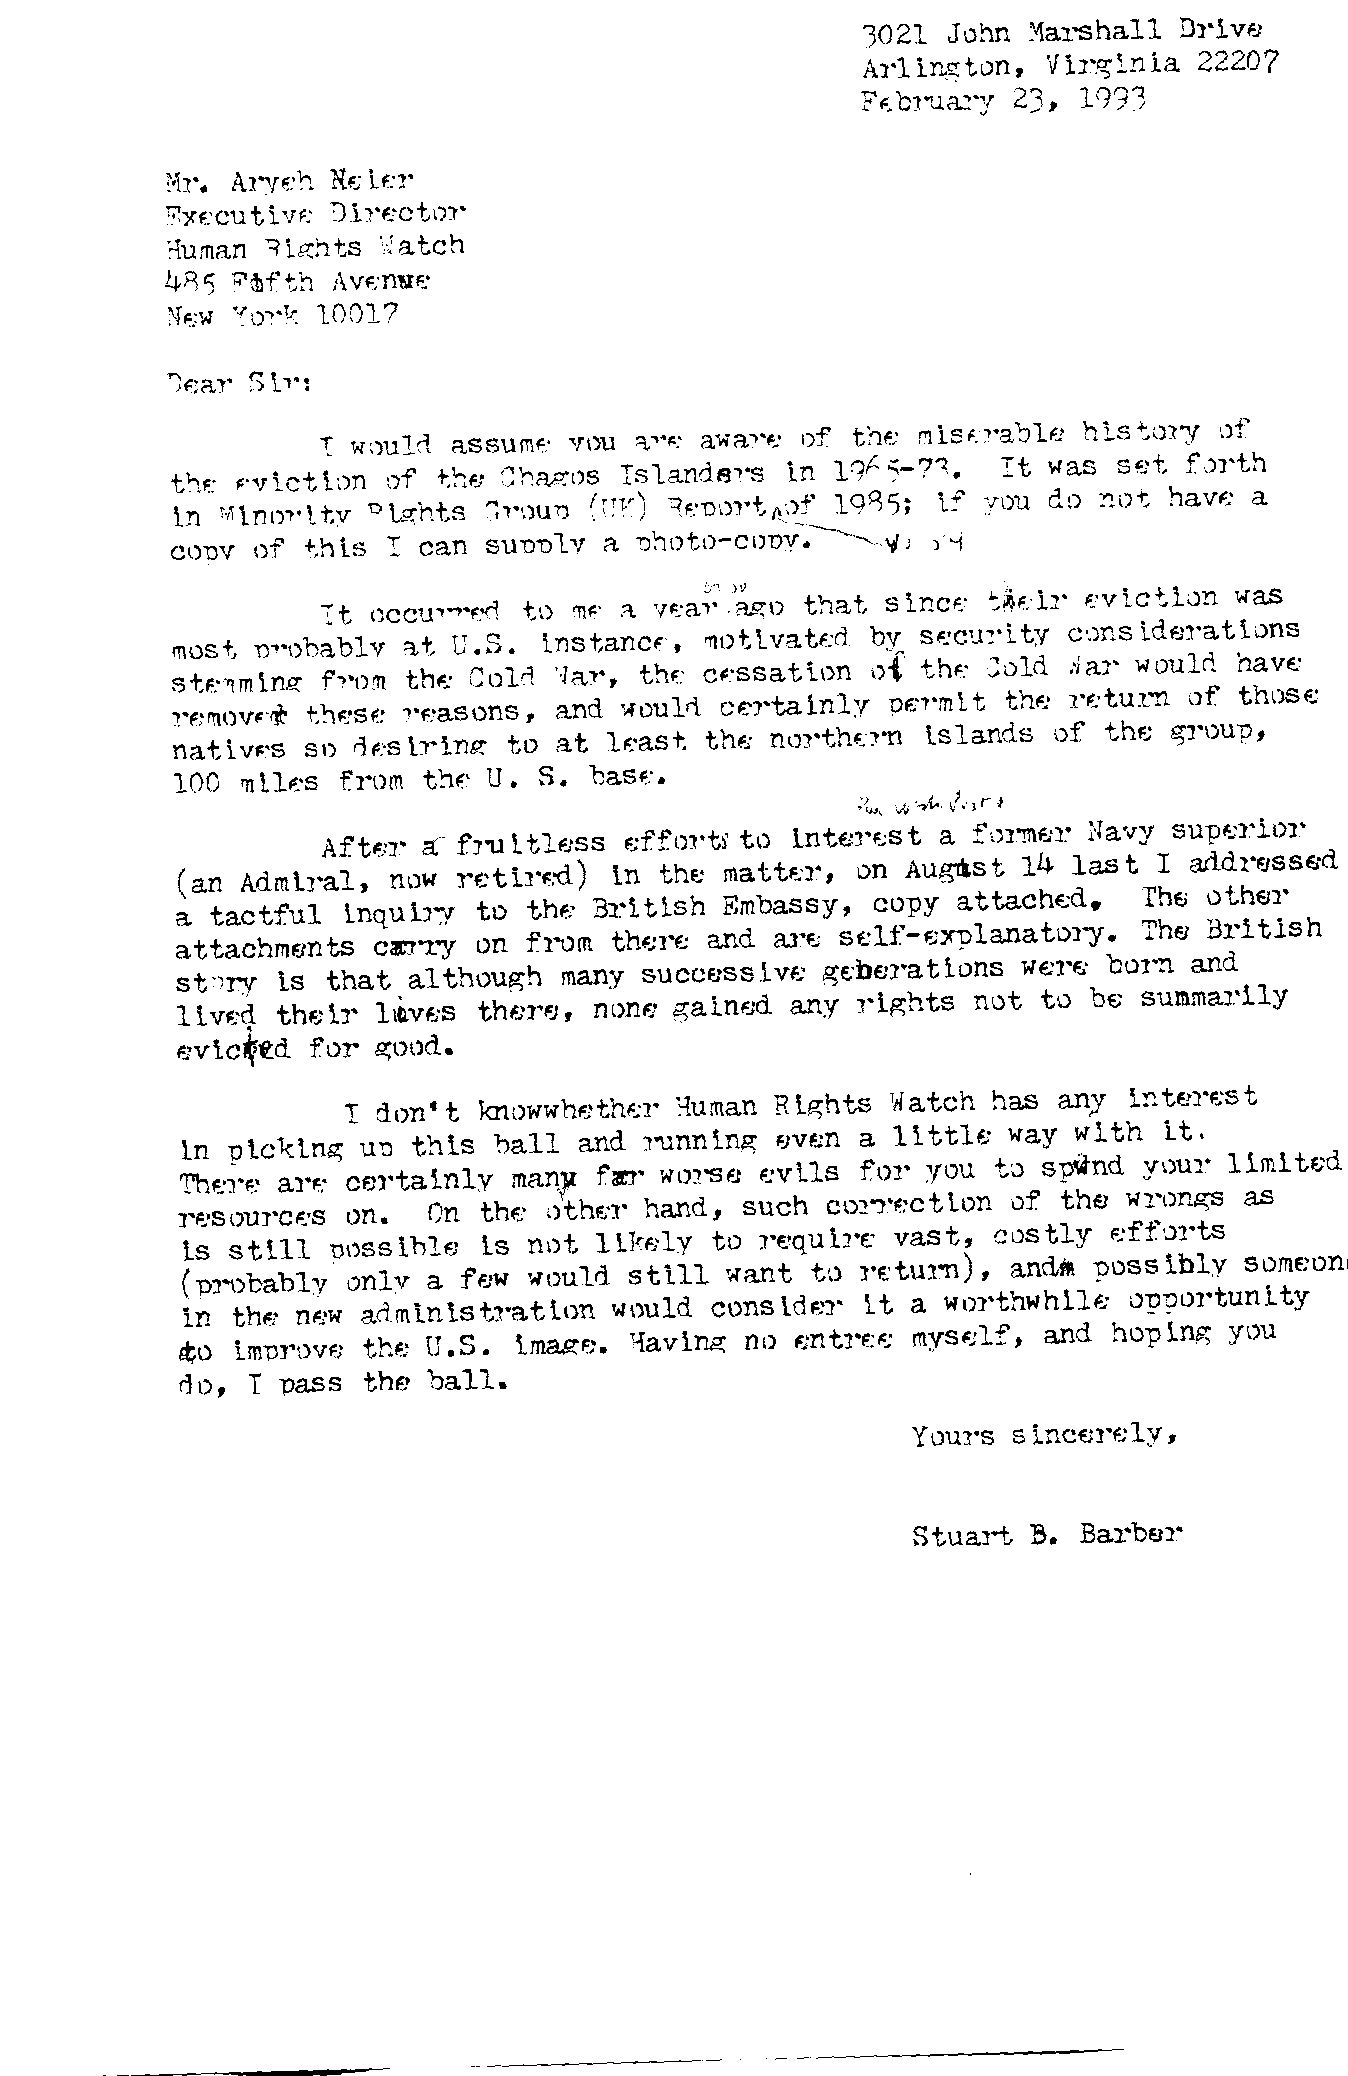 3021 John Marshall Drive
Arlington, Virginia 22207
February 23, 1993
Mr. Aryeh Neier
Executive Director
Human Rights Watch
485 Fifth Avenue
New York 10017
Dear Sir:
I would assume you are aware of the miserable history of
the eviction of the Chagos Islanders in 1965-73. It was set forth
in Minority Rights Group (UK) Report of 1985; if you do not have a
copy of this I can supply a photo-copy.
It occurred to me a year ago that since their eviction was
most probably at U.S. instance, motivated by security considerations
stemming from the Cold War, the cessation of the Cold War would have
removed these reasons, and would certainly permit the return of those
natives so desiring to at least the northern islands of the group,
100 miles from the U. S. base.
After a fruitless efforts to interest a former Navy superior
(an Admiral, now retired) in the matter, on August 14 last I addressed
a tactful inquiry to the British Embassy, copy attached. The other
attachments carry on from there and are self-explanatory. The British
story is that although many successive geberations were born and
lived their lives there, none gained any rights not to be summarily
evicted for good.
I don't knowwhether Human Rights Watch has any interest
in picking up this ball and running even a little way with it.
There are certainly many far worse evils for you to spend your limited
resources on. On the other hand, such correction of the wrongs as
is still possible is not likely to require vast, costly efforts
(probably only a few would still want to return), and possibly someon
in the new administration would consider it a worthwhile opportunity
to improve the U.S. image. Having no entree myself, and hoping you
do, I pass the ball.
Yours sincerely,
Stuart B. Barber